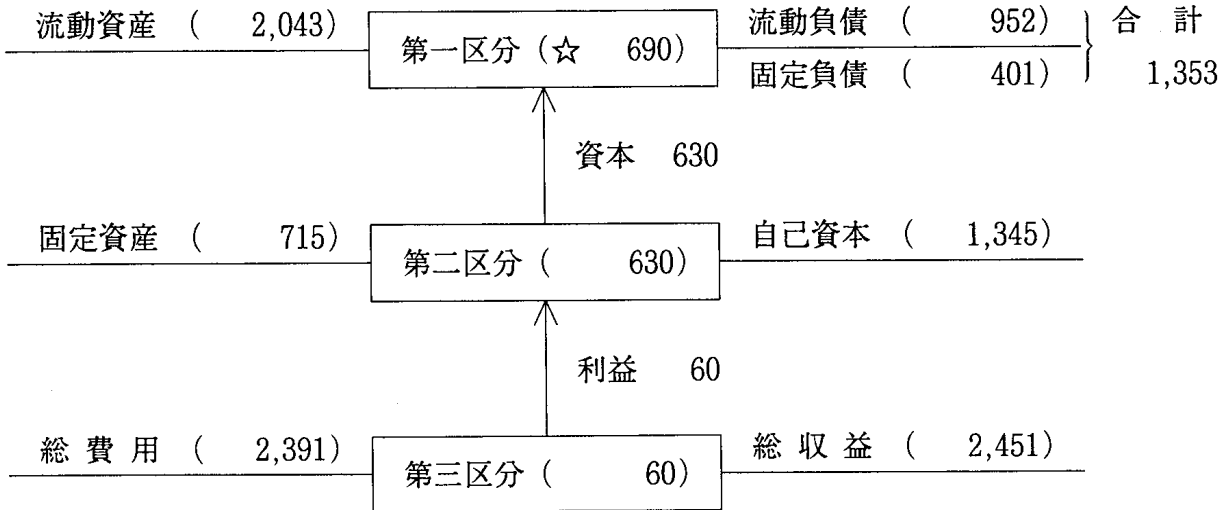 流動資産 ( 2,043) 第一区分 (☆ 690) 流動負債 ( 952) 合 計
固定負債 ( 401) 1,353
資本 630
固定資産 ( 715) 第二区分 ( 630) 自己資本 ( 1,345)
利益 60
総 費 用 ( 2,391) 第三区分 ( 60) 総 収 益 ( 2,451)